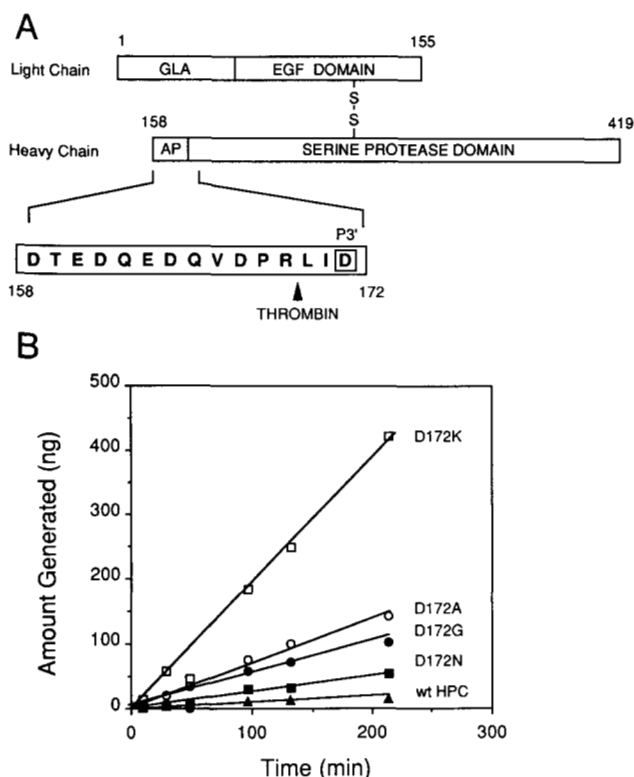 A
1 155
Light Chain GLA EGF DOMAIN
S
S
158 419
Heavy Chain AP SERINE PROTEASE DOMAIN
P3'
D T E D Q E D Q V D P R L I D
158 172
THROMBIN
B
500
400
300
200
100
0
Amount Generated (ng)
D172K
D172A
D172G
D172N
wt HPC
0 100 200 300
Time (min)